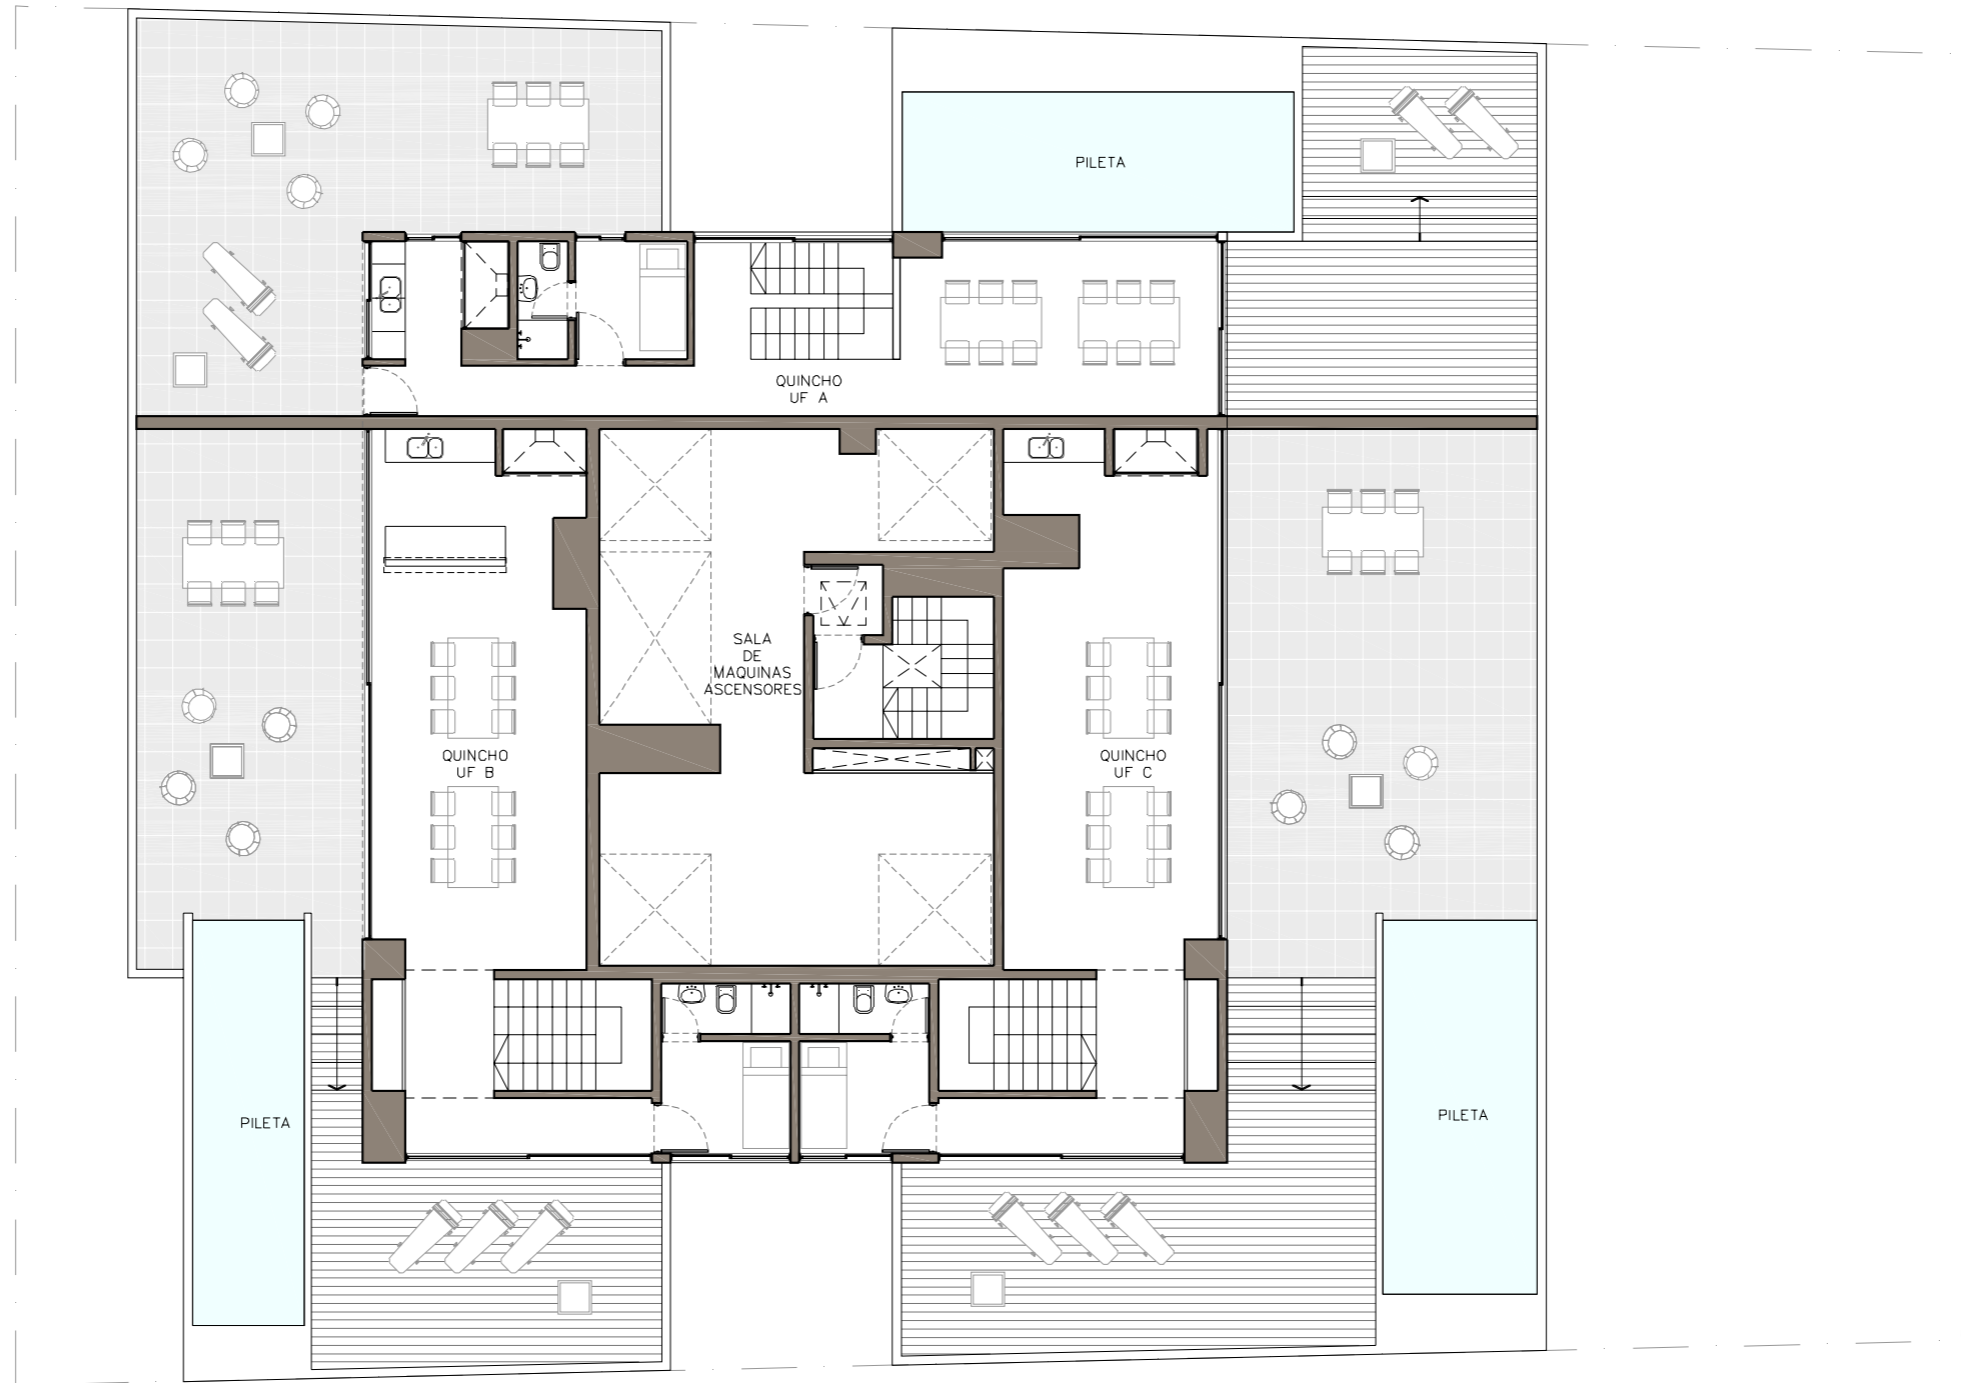 PILETA
QUINCHO
UF A
SALA
DE
MAQUINAS
ASCENSORES
QUINCHO
UF B
QUINCHO
UF C
PILETA
PILETA